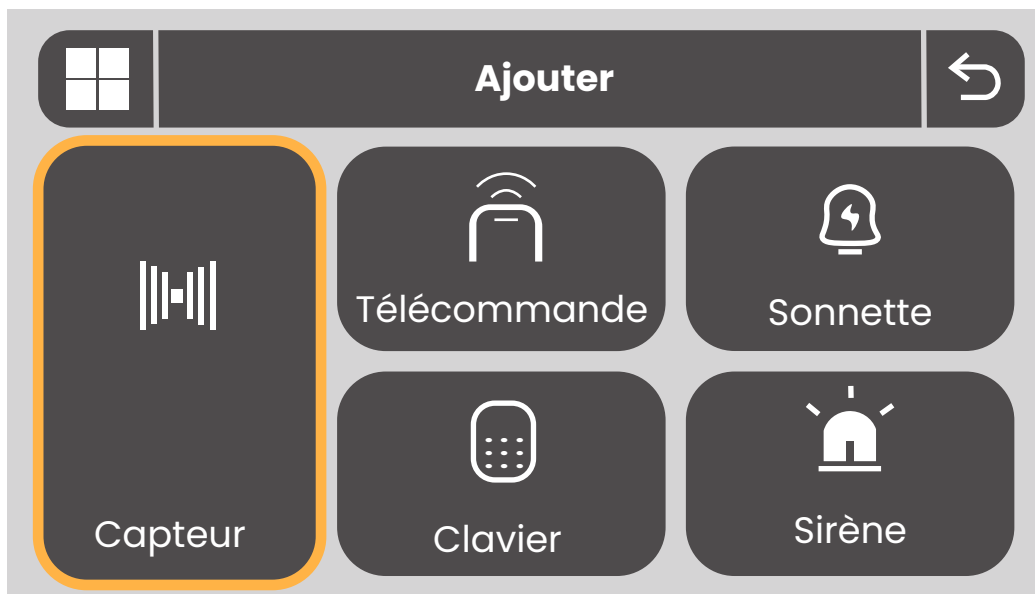 Ajouter
Télécommande
Sonnette
Capteur
Clavier
Sirène